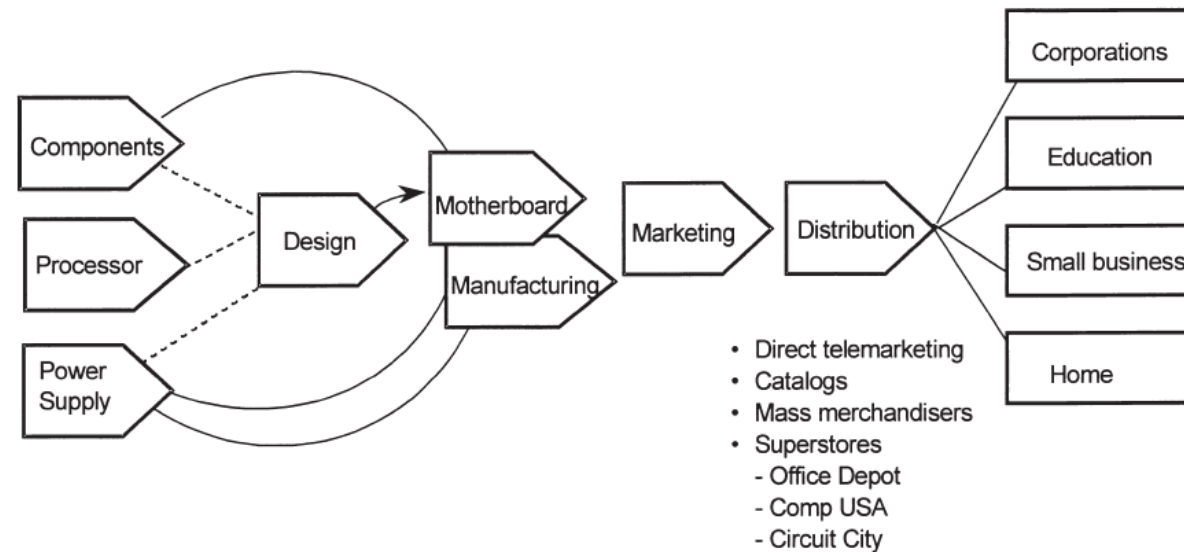 Components
Processor
Power
Supply
Design
Motherboard
Manufacturing
Marketing
Distribution
Corporations
Education
Small business
Home
• Direct telemarketing
• Catalogs
• Mass merchandisers
• Superstores
- Office Depot
- Comp USA
- Circuit City